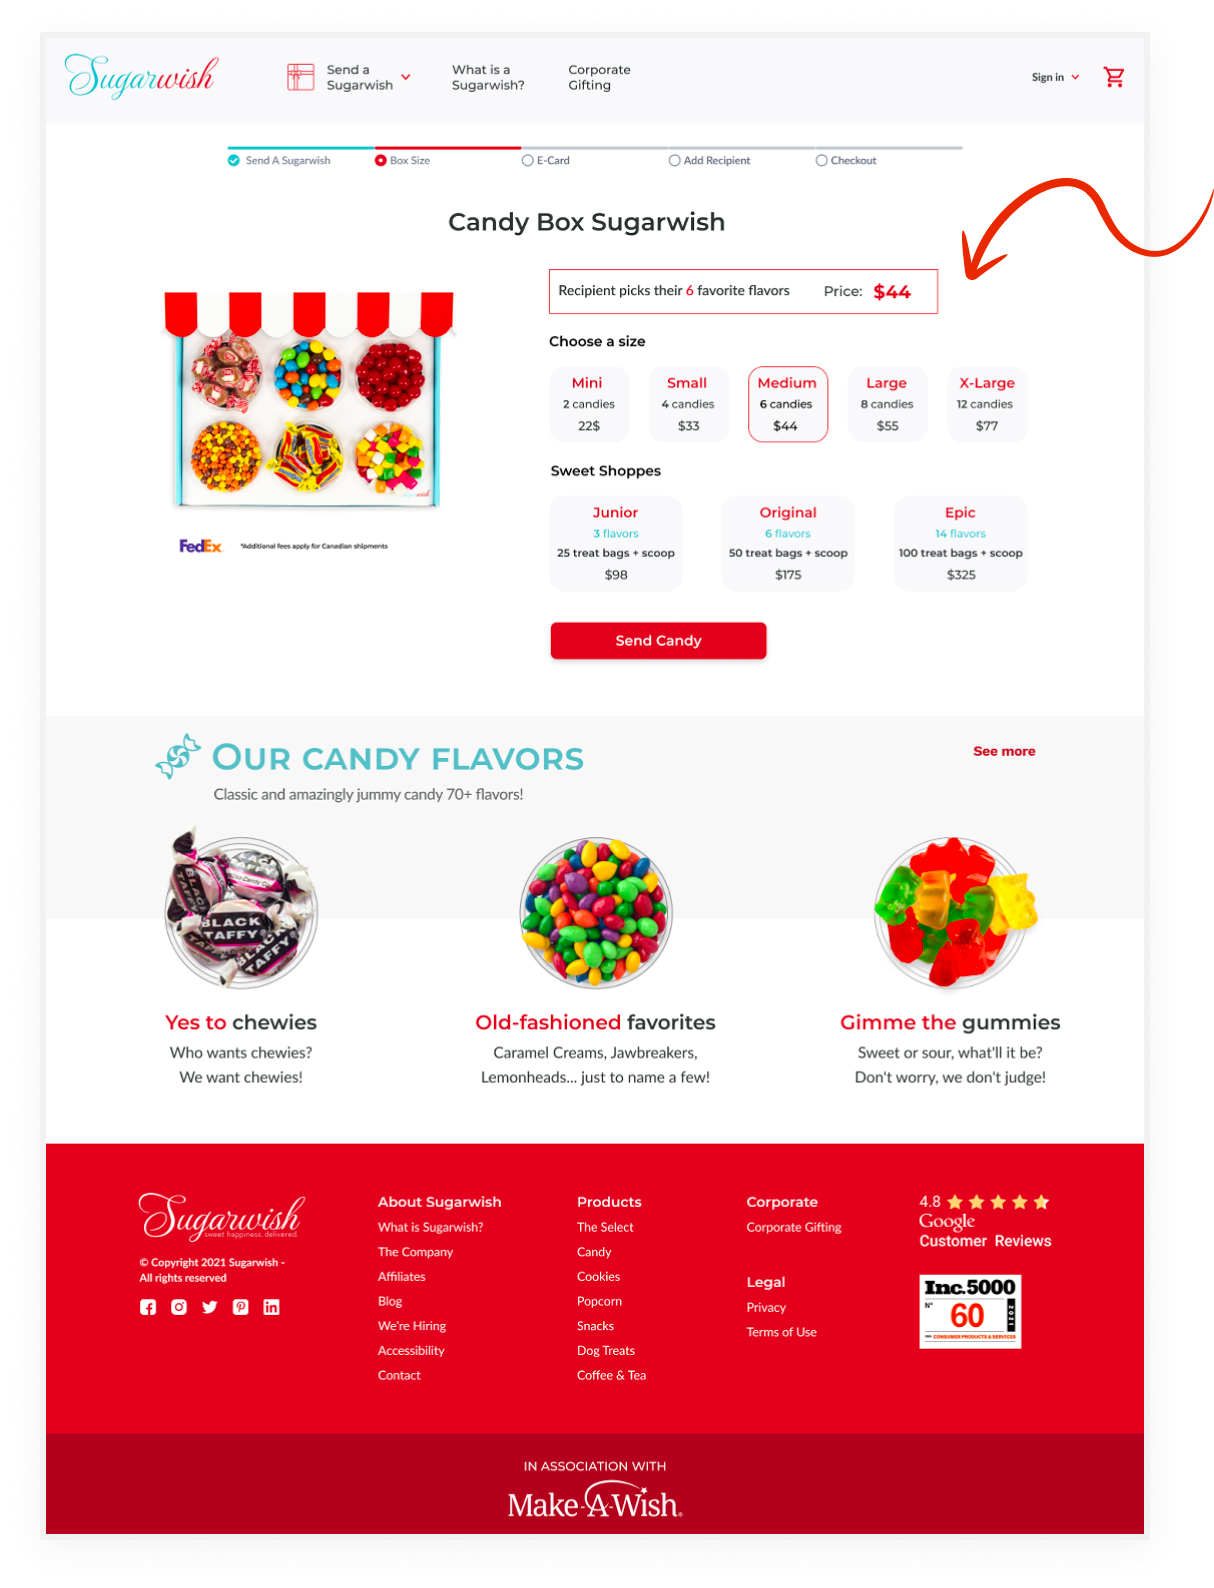 Sugarwish
Send a
Sugarwish
What is a
Sugarwish?
Corporate
Gifting
Sign in
Send A Sugarwish
Box Size
E-Card
Add Recipient
Checkout
Candy Box Sugarwish
Recipient picks their 6 favorite flavors Price: $44
Choose a size
Mini
2 candies
22$
Small
4 candies
$33
Medium
6 candies
$44
Large
8 candies
$55
X-Large
12 candies
$77
Sweet Shoppes
Junior
3 flavors
25 treat bags + scoop
$98
Original
6 flavors
50 treat bags + scoop
$175
Epic
14 flavors
100 treat bags + scoop
$325
sugarwish
FedEx
*Additional fees apply for Canadian shipments
Send Candy
OUR CANDY FLAVORS
See more
Classic and amazingly jummy candy 70+ flavors!
BLACK
TAFFY
BLACK
TAFFY
BLACK
TAFFY
Yes to chewies
Who wants chewies?
We want chewies!
Old-fashioned favorites
Caramel Creams, Jawbreakers,
Lemonheads... just to name a few!
Gimme the gummies
Sweet or sour, what'll it be?
Don't worry, we don't judge!
Sugarwish
sweet happiness. delivered.
© Copyright 2021 Sugarwish -
All rights reserved
About Sugarwish
What is Sugarwish?
The Company
Affiliates
Blog
We're Hiring
Accessibility
Contact
Products
The Select
Candy
Cookies
Popcorn
Snacks
Dog Treats
Coffee & Tea
Corporate
Corporate Gifting
Legal
Privacy
Terms of Use
4.8
Google
Customer Reviews
Inc.5000
N° 60 2021
CONSUMER PRODUCTS & SERVICES
IN ASSOCIATION WITH
Make-A-Wish®